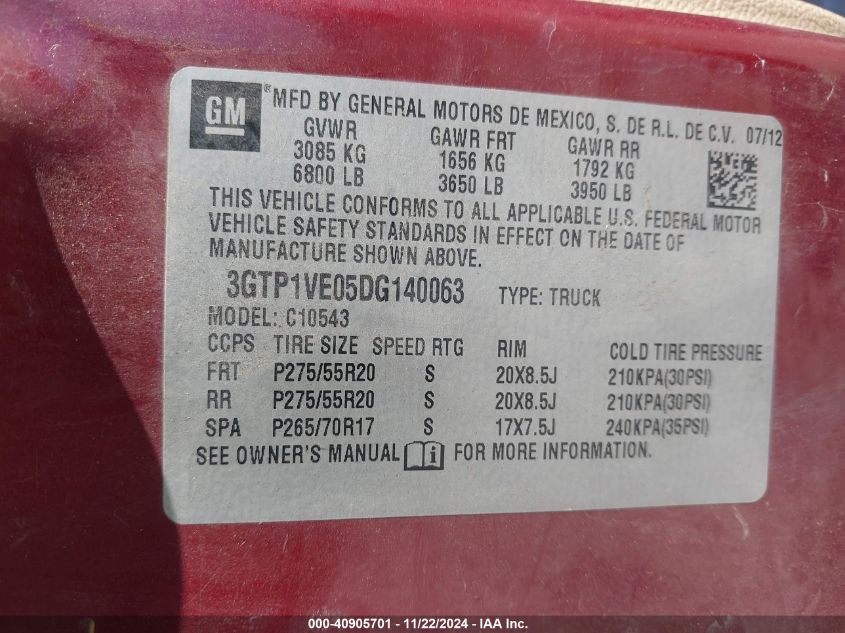 GM ®MFD BY GENERAL MOTORS DE MEXICO, S. DE R.L. DE C.V. 07/12
GVWR GAWR FRT GAWR RR
3085 KG 1656 KG 1792 KG
6800 LB 3650 LB 3950 LB
THIS VEHICLE CONFORMS TO ALL APPLICABLE U.S. FEDERAL MOTOR
VEHICLE SAFETY STANDARDS IN EFFECT ON THE DATE OF
MANUFACTURE SHOWN ABOVE.
3GTP1VE05DG140063 TYPE: TRUCK
MODEL: C10543
CCPS TIRE SIZE SPEED RTG RIM COLD TIRE PRESSURE
FRT P275/55R20 S 20X8.5J 210KPA(30PSI)
RR P275/55R20 S 20X8.5J 210KPA(30PSI)
SPA P265/70R17 S 17X7.5J 240KPA(35PSI)
SEE OWNER'S MANUAL i FOR MORE INFORMATION.
000-40905701 - 11/22/2024 - IAA Inc.